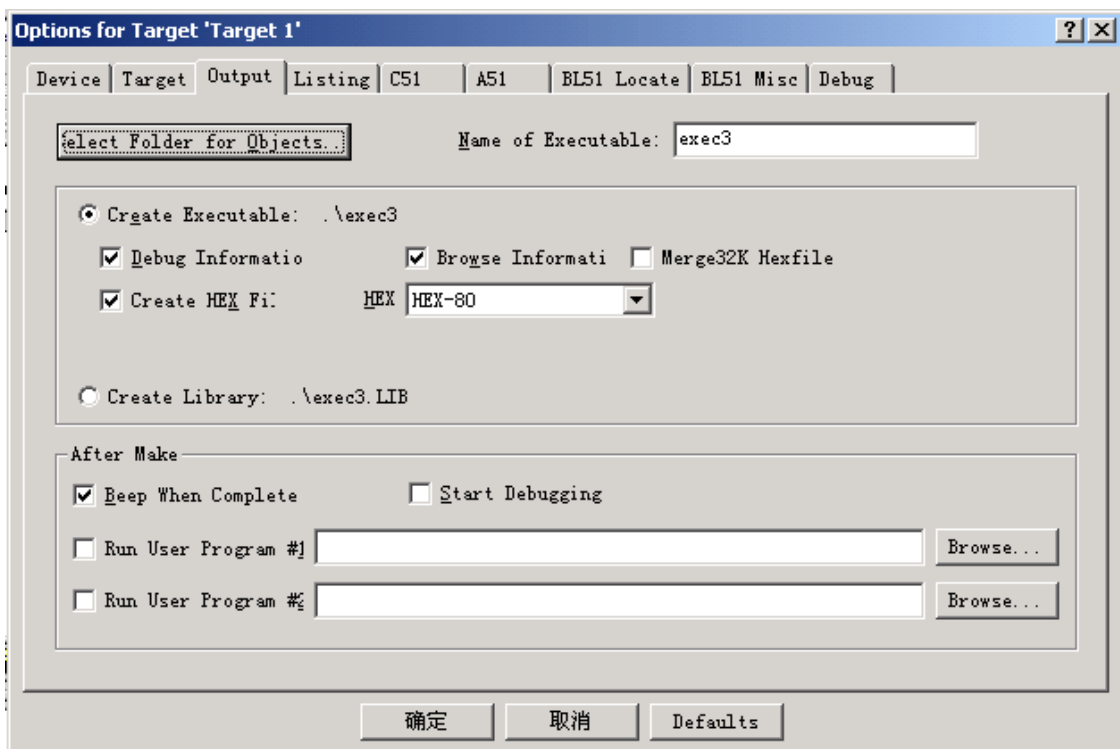 Options for Target 'Target 1'
Device Target Output Listing C51 A51 BL51 Locate BL51 Misc Debug
elect Folder for Objects.. Name of Executable: exec3
Create Executable: .\exec3
Debug Informatio Browse Informati Merge32K Hexfile
Create HEX Fi HEX HEX-80
Create Library: .\exec3.LIB
After Make
Beep When Complete Start Debugging
Run User Program #1 Browse...
Run User Program #2 Browse...
确定 取消 Defaults